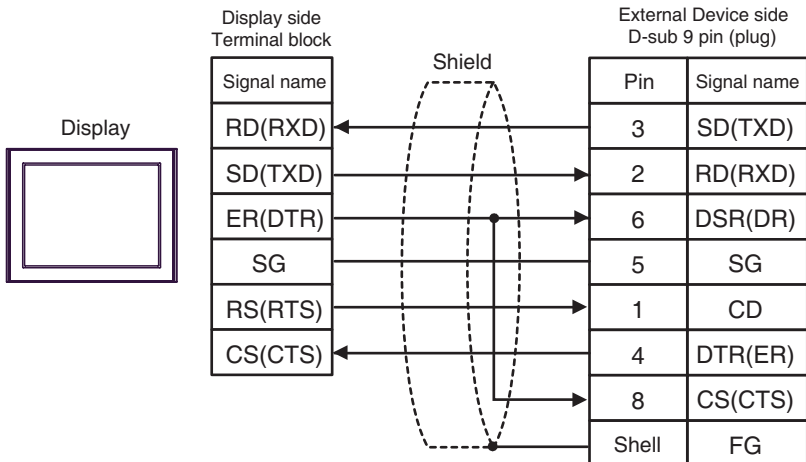 Display side
Terminal block
External Device side
D-sub 9 pin (plug)
Shield
Display
Signal name
Pin Signal name
RD(RXD) 3 SD(TXD)
SD(TXD) 2 RD(RXD)
ER(DTR) 6 DSR(DR)
SG 5 SG
RS(RTS) 1 CD
CS(CTS) 4 DTR(ER)
8 CS(CTS)
Shell FG